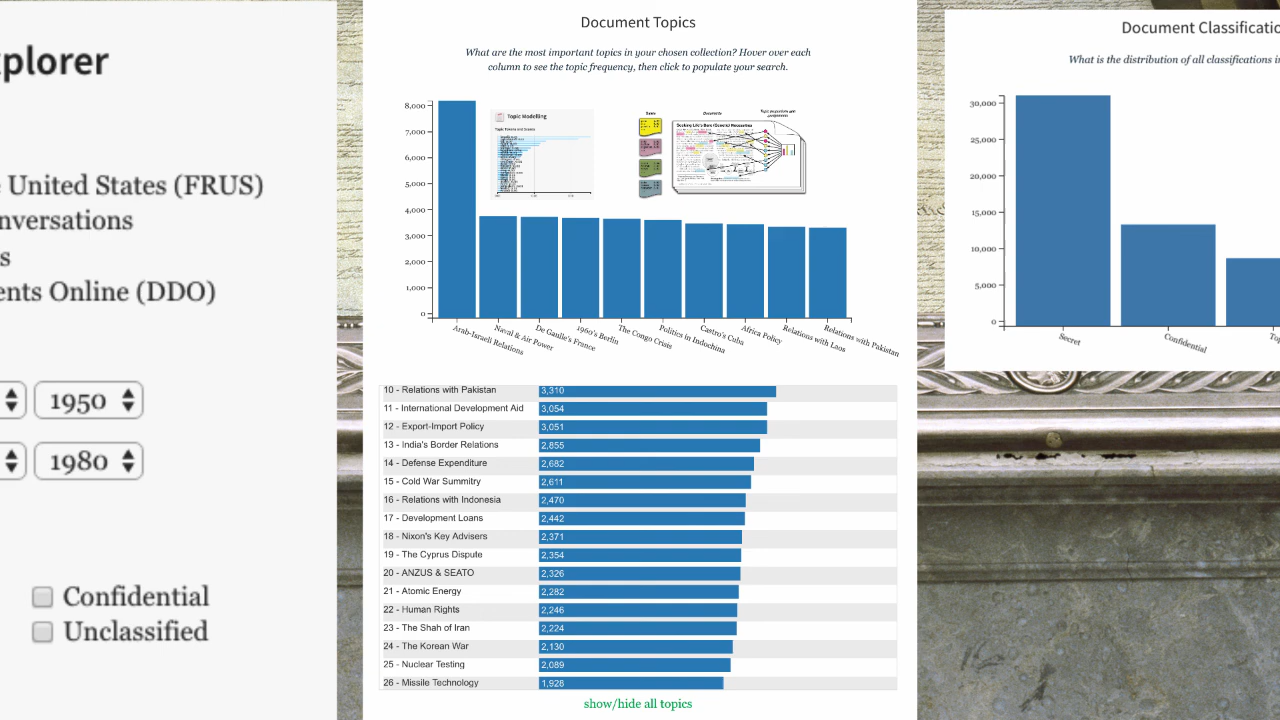 plorer
United States (FRUS)
nversations
s
ents Online (DDO)
1950
1980
Confidential
Unclassified
Document Topics
What are the most important topics in your chosen collection? Hover over each
column to see the topic frequency, then click to populate your search.
8,000
7,000
6,000
5,000
4,000
3,000
2,000
1,000
0
Topic Modelling
Topics
Documents
Seeking Life's Bare (Genetic) Necessities
Arab-Israeli Relations
& Air Power
De Gaulle's France
Berlin
The Congo Crisis
Politics in Indochina
Castro's Cuba
Africa Policy
Relations with Laos
Relations with Pakistan
10 - Relations with Pakistan 3,310
11 - International Development Aid 3,054
12 - Export-Import Policy 3,051
13 - India's Border Relations 2,855
14 - Defense Expenditure 2,682
15 - Cold War Summitry 2,611
16 - Relations with Indonesia 2,470
17 - Development Loans 2,442
18 - Nixon's Key Advisers 2,371
19 - The Cyprus Dispute 2,354
20 - ANZUS & SEATO 2,326
21 - Atomic Energy 2,282
22 - Human Rights 2,246
23 - The Shah of Iran 2,224
24 - The Korean War 2,130
25 - Nuclear Testing 2,089
26 - Missile Technology 1,928
show/hide all topics
Document Classificatio
What is the distribution of all classifications i
30,000
25,000
20,000
15,000
10,000
5,000
0
Secret
Confidential
Top